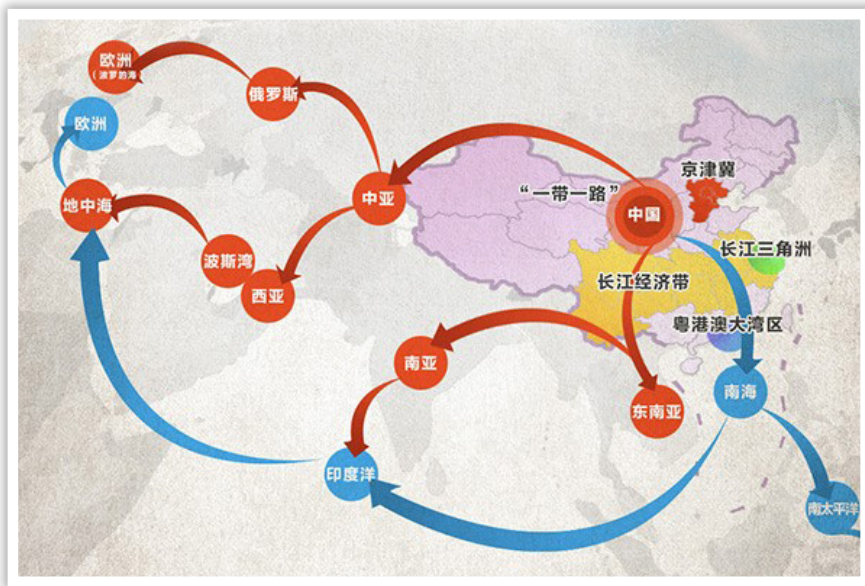 欧洲
（波罗的海）
俄罗斯
欧洲
京津冀
“一带一路”
中亚
地中海
中国
长江三角洲
波斯湾
西亚
长江经济带
粤港澳大湾区
南亚
南海
东南亚
印度洋
南太平洋